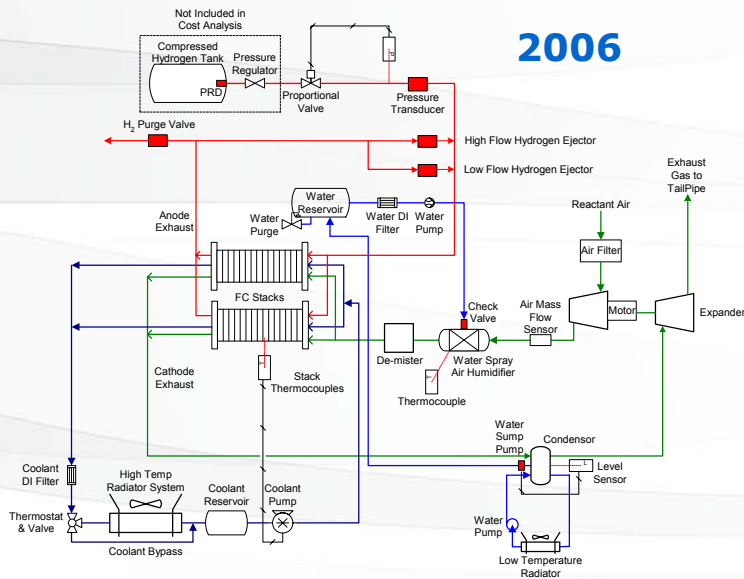 2006
Not Included in
Cost Analysis
Compressed
Hydrogen Tank
Pressure
Regulator
PRD
P
Proportional
Valve
Pressure
Transducer
H2 Purge Valve
High Flow Hydrogen Ejector
Low Flow Hydrogen Ejector
Exhaust
Gas to
TailPipe
Water
Reservoir
Anode
Exhaust
Water
Purge
Water DI
Filter
Water
Pump
Reactant Air
Air Filter
FC Stacks
Check
Valve
Air Mass
Flow
Sensor
Motor
Expander
De-mister
Water Spray
Air Humidifier
Cathode
Exhaust
T
Stack
Thermocouples
T
Thermocouple
Water
Sump
Pump
Condensor
L
Level
Sensor
Coolant
DI Filter
High Temp
Radiator System
Coolant
Reservoir
Coolant
Pump
Thermostat
& Valve
Coolant Bypass
Water
Pump
Low Temperature
Radiator